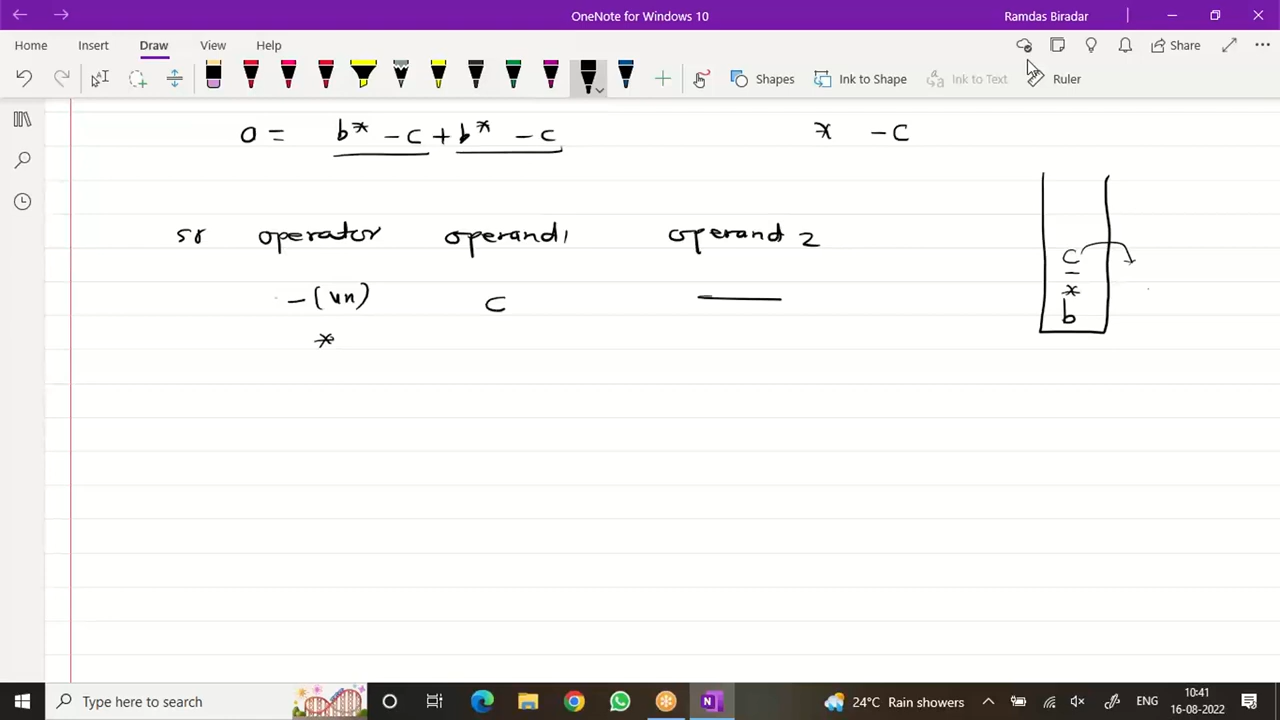 OneNote for Windows 10
Ramdas Biradar
Home Insert Draw View Help
Share
Shapes Ink to Shape Ink to Text Ruler
a = b* - c + b* - c
* - c
sr operator operand1 operand 2
- (un) c —
*
c
-
*
b
Type here to search
24°C Rain showers
ENG
10:41
16-08-2022